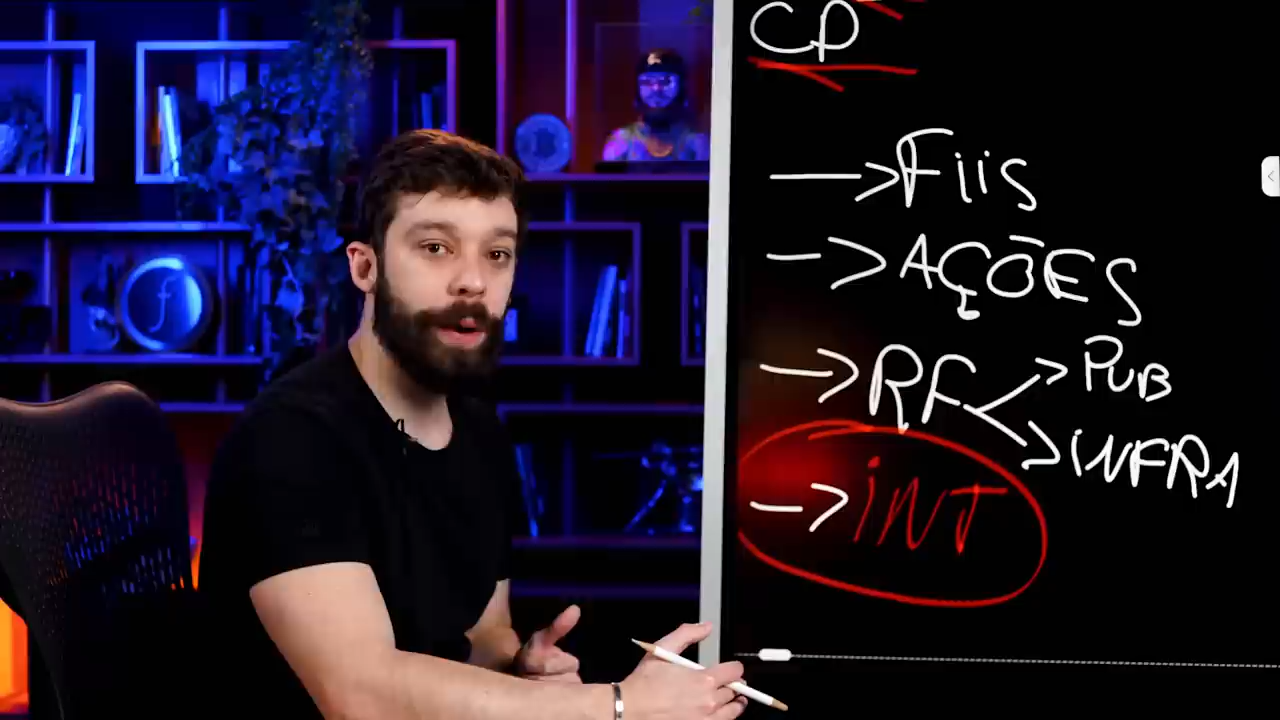 CP
→ Fiis
→ AÇÕES
→ RF → PUB
→ iNFRA
→ iNT